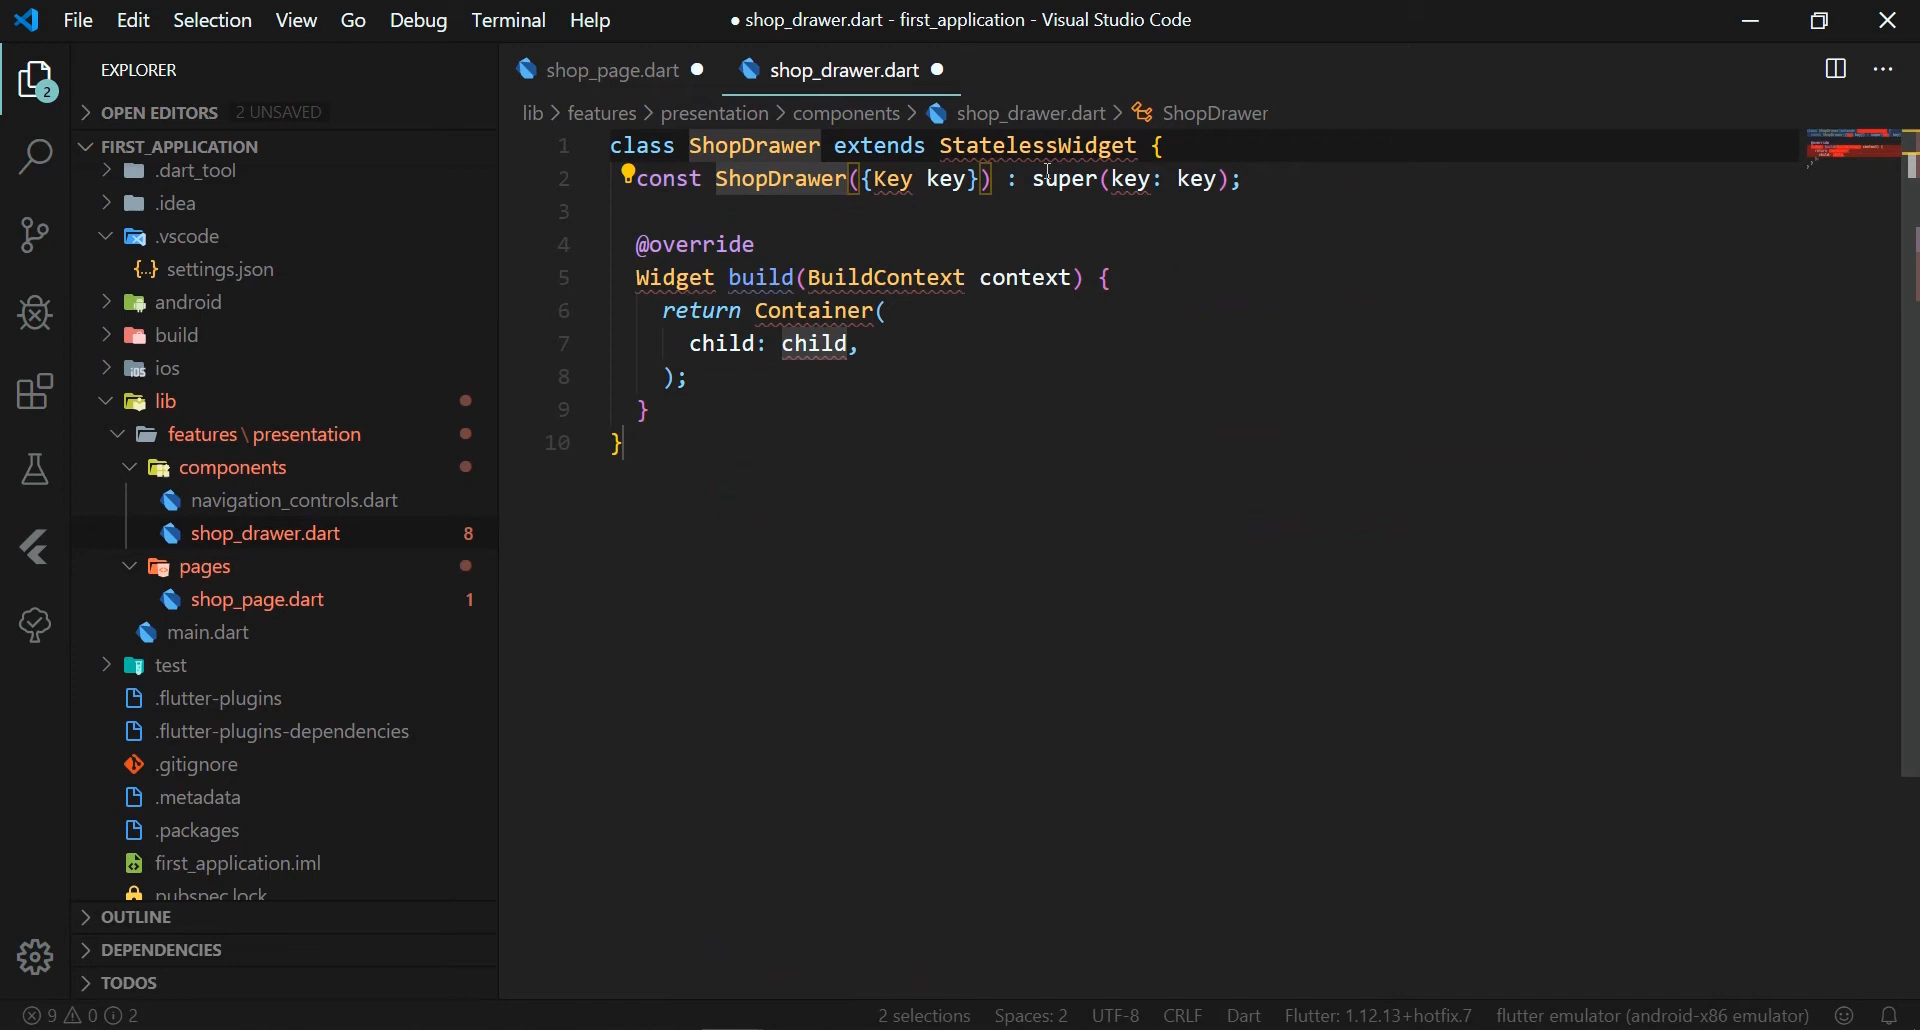 File Edit Selection View Go Debug Terminal Help
● shop_drawer.dart - first_application - Visual Studio Code
2
EXPLORER
OPEN EDITORS 2 UNSAVED
FIRST_APPLICATION
.dart_tool
.idea
.vscode
{..} settings.json
android
build
ios
lib
features \ presentation
components
navigation_controls.dart
shop_drawer.dart 8
pages
shop_page.dart 1
main.dart
test
.flutter-plugins
.flutter-plugins-dependencies
.gitignore
.metadata
.packages
first_application.iml
pubspec.lock
OUTLINE
DEPENDENCIES
TODOS
shop_page.dart
shop_drawer.dart
lib > features > presentation > components > shop_drawer.dart > ShopDrawer
1 class ShopDrawer extends StatelessWidget {
2 const ShopDrawer({Key key}) : super(key: key);
3
4 @override
5 Widget build(BuildContext context) {
6 return Container(
7 child: child,
8 );
9 }
10 }
9 0 2
2 selections Spaces: 2 UTF-8 CRLF Dart Flutter: 1.12.13+hotfix.7 flutter emulator (android-x86 emulator)